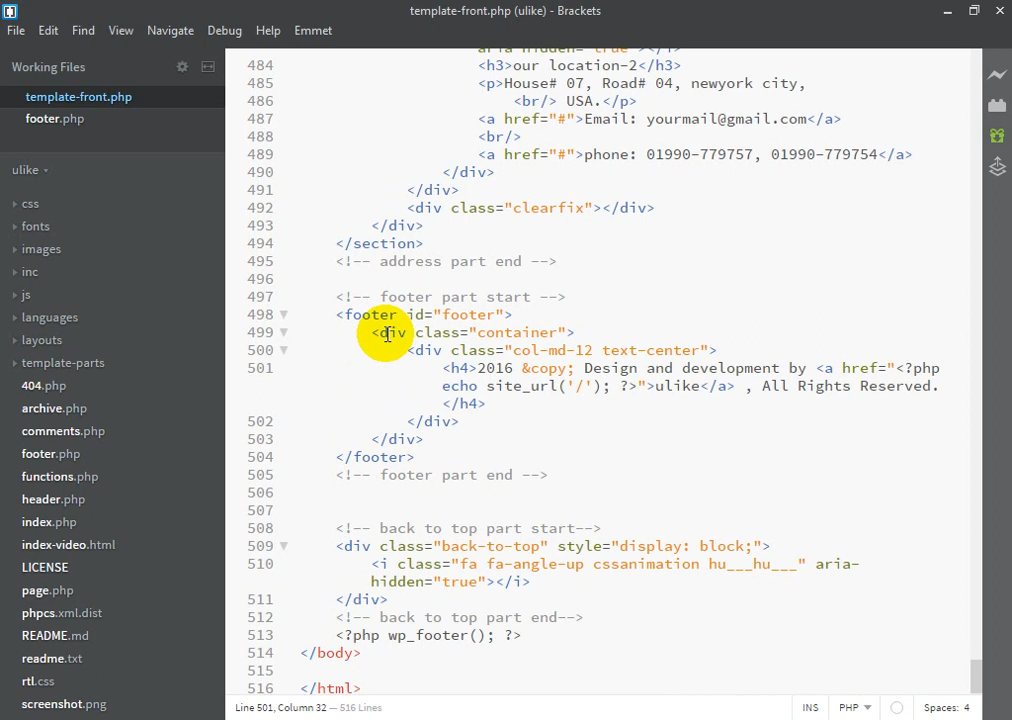 template-front.php (ulike) - Brackets
File Edit Find View Navigate Debug Help Emmet
Working Files
template-front.php
footer.php
ulike
css
fonts
images
inc
js
languages
layouts
template-parts
404.php
archive.php
comments.php
footer.php
functions.php
header.php
index.php
index-video.html
LICENSE
page.php
phpcs.xml.dist
README.md
readme.txt
rtl.css
screenshot.png
aria-hidden="true"></i>
484 <h3>our location-2</h3>
485 <p>House# 07, Road# 04, newyork city,
486 <br/> USA.</p>
487 <a href="#">Email: yourmail@gmail.com</a>
488 <br/>
489 <a href="#">phone: 01990-779757, 01990-779754</a>
490 </div>
491 </div>
492 <div class="clearfix"></div>
493 </div>
494 </section>
495 <!-- address part end -->
496
497 <!-- footer part start -->
498 <footer id="footer">
499 <div class="container">
500 <div class="col-md-12 text-center">
501 <h4>2016 &copy; Design and development by <a href="<?php
echo site_url('/'); ?>">ulike</a> , All Rights Reserved.
</h4>
502 </div>
503 </div>
504 </footer>
505 <!-- footer part end -->
506
507
508 <!-- back to top part start-->
509 <div class="back-to-top" style="display: block;">
510 <i class="fa fa-angle-up cssanimation hu___hu___" aria-
hidden="true"></i>
511 </div>
512 <!-- back to top part end-->
513 <?php wp_footer(); ?>
514 </body>
515
516 </html>
Line 501, Column 32 — 516 Lines
INS PHP Spaces: 4